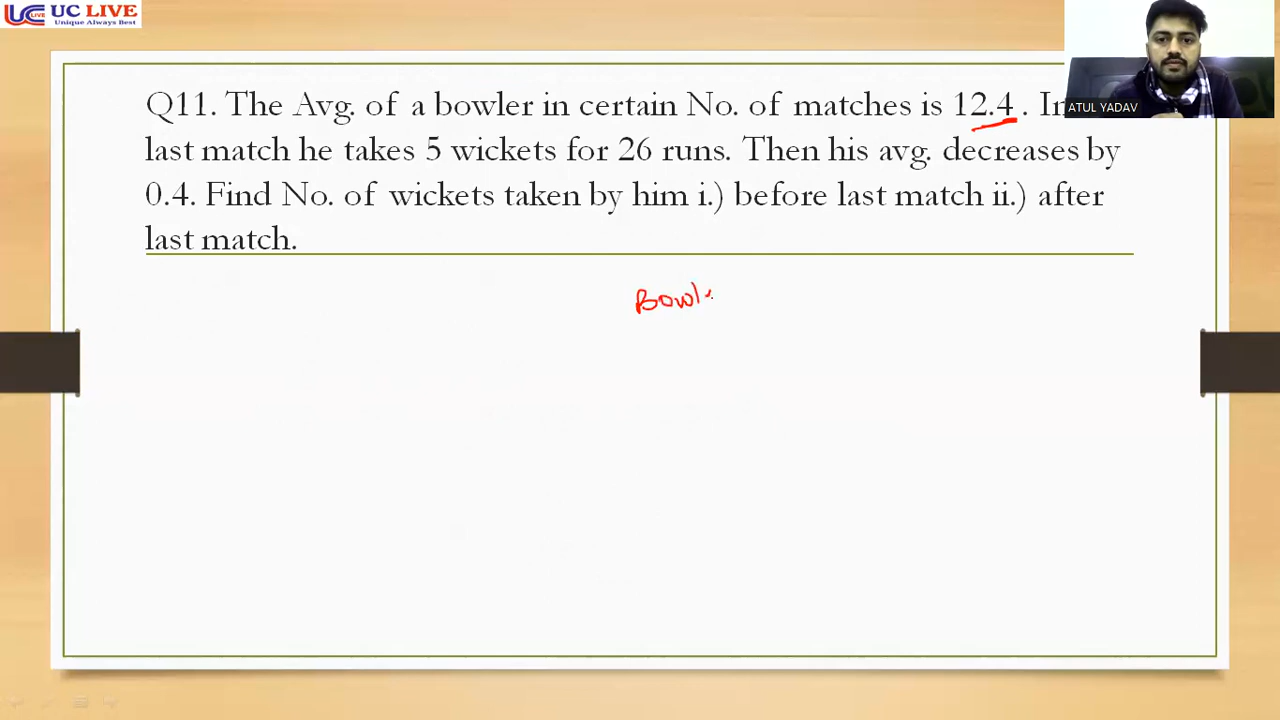 UC LIVE
Unique Always Best
Q11. The Avg. of a bowler in certain No. of matches is 12.4 . In
last match he takes 5 wickets for 26 runs. Then his avg. decreases by
0.4. Find No. of wickets taken by him i.) before last match ii.) after
last match.
ATUL YADAV
Bowl